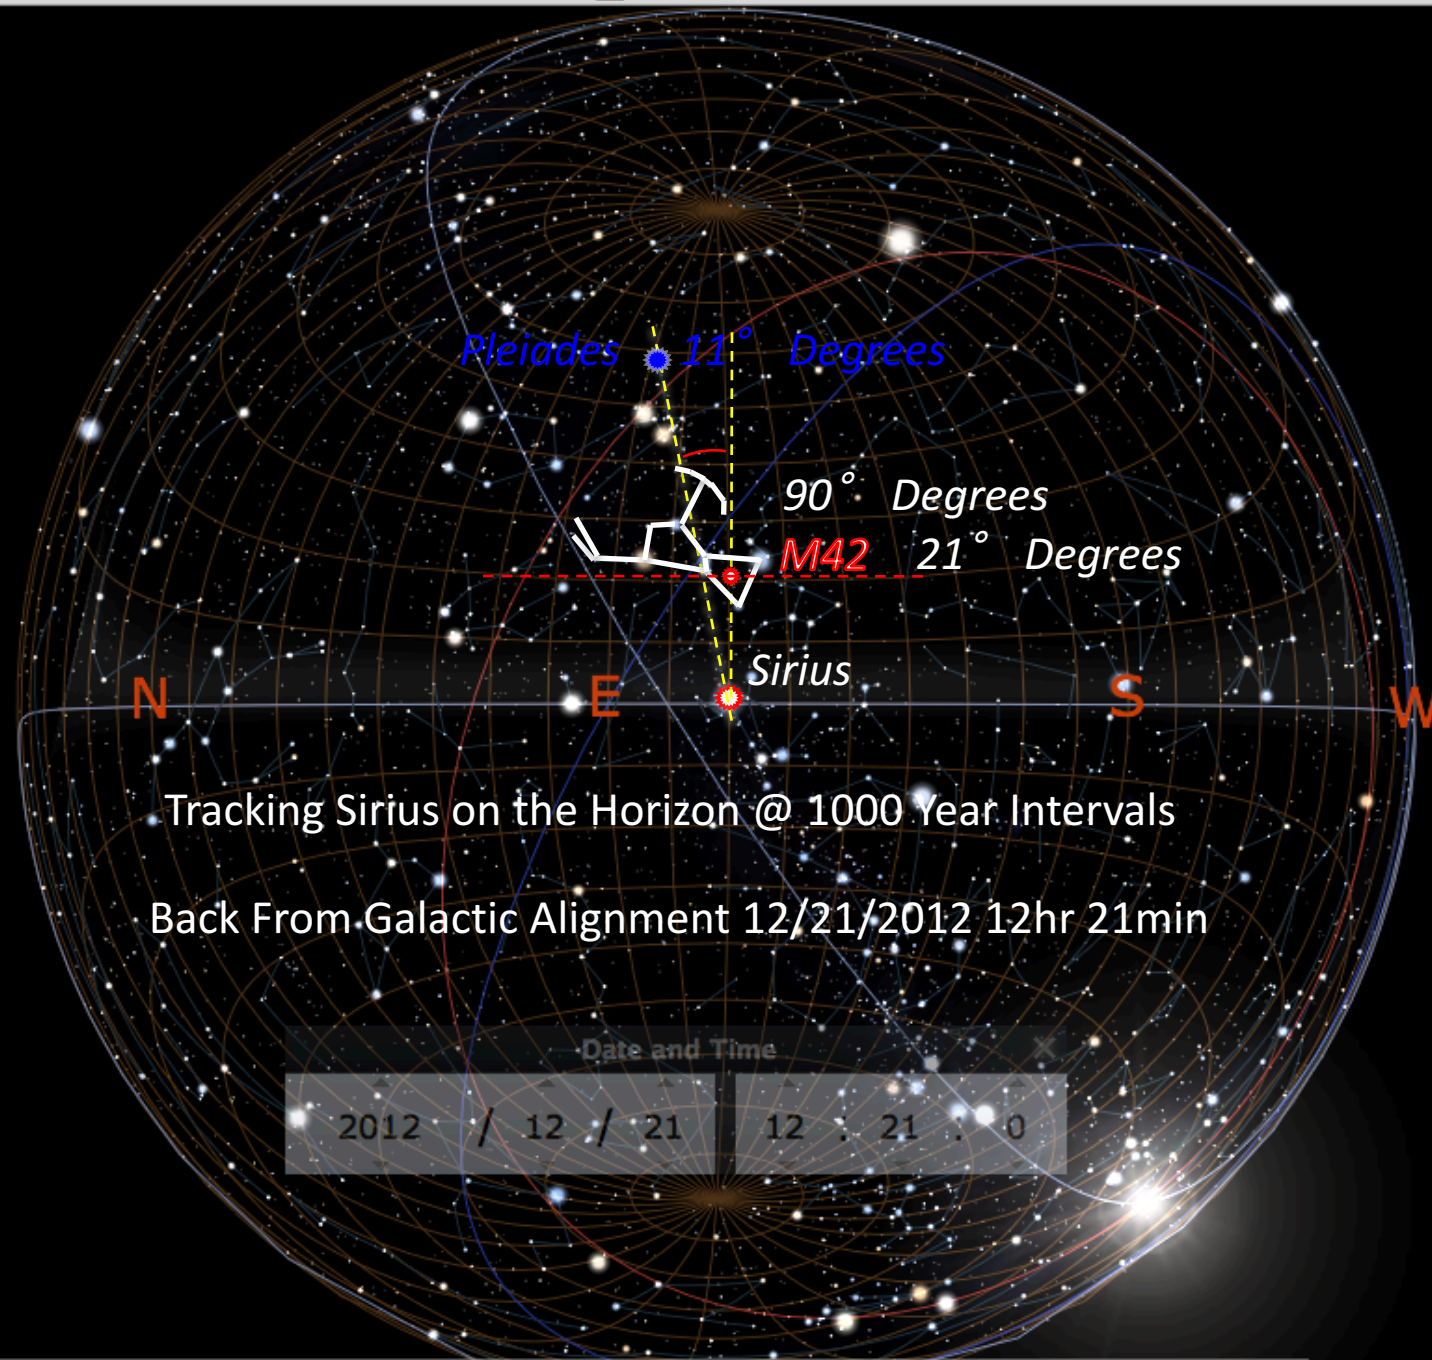 Pleiades 11° Degrees
90° Degrees
M42 21° Degrees
Sirius
N E S W
Tracking Sirius on the Horizon @ 1000 Year Intervals
Back From Galactic Alignment 12/21/2012 12hr 21min
Date and Time
2012 / 12 / 21 12 : 21 : 0